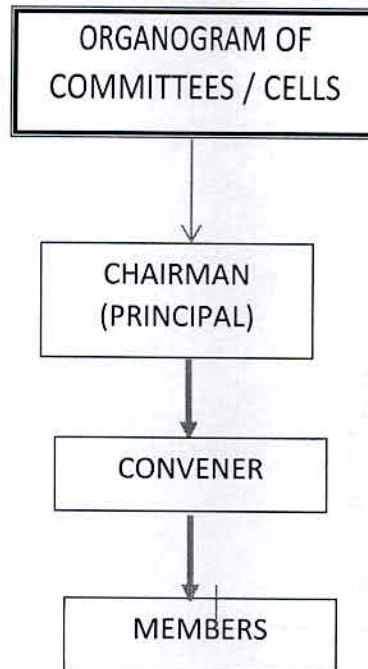 ORGANOGRAM OF
COMMITTEES / CELLS
CHAIRMAN
(PRINCIPAL)
CONVENER
MEMBERS